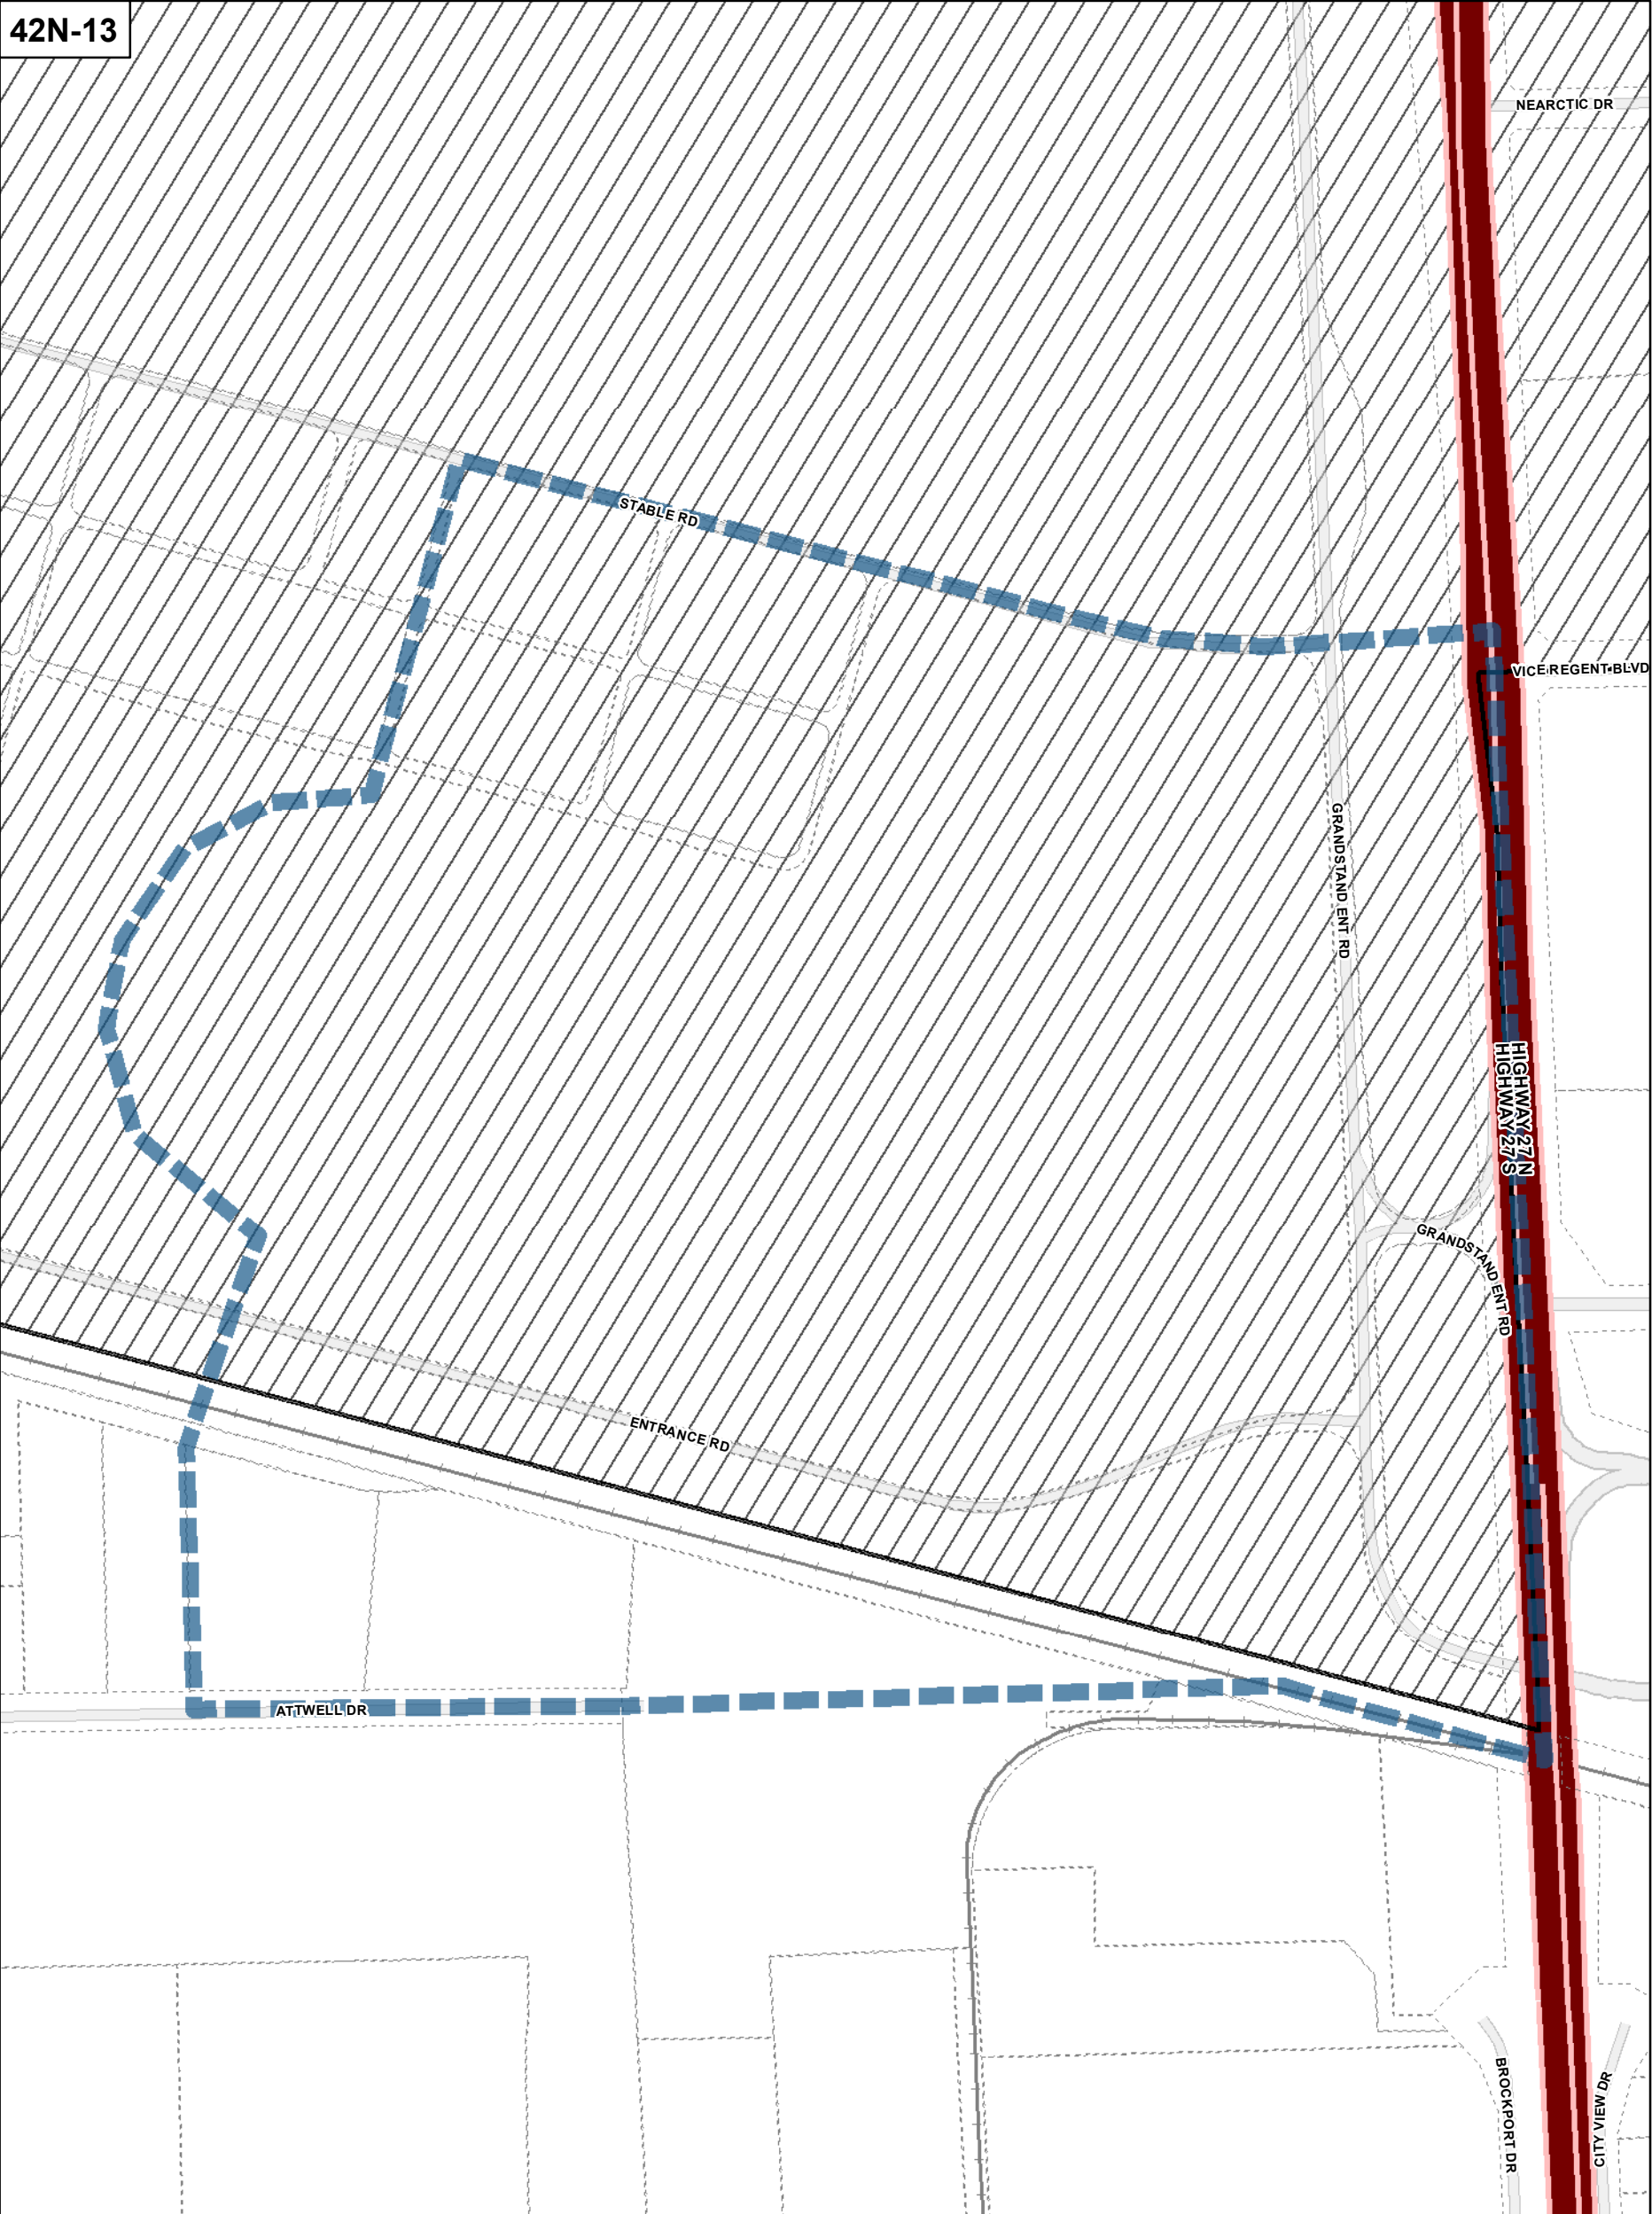 42N-13
NEARCTIC DR
STABLE RD
VICE REGENT BLVD
GRANDSTAND ENT RD
HIGHWAY 27 N
HIGHWAY 27 S
GRANDSTAND ENT RD
ENTRANCE RD
ATTWELL DR
BROCKPORT DR
CITY VIEW DR